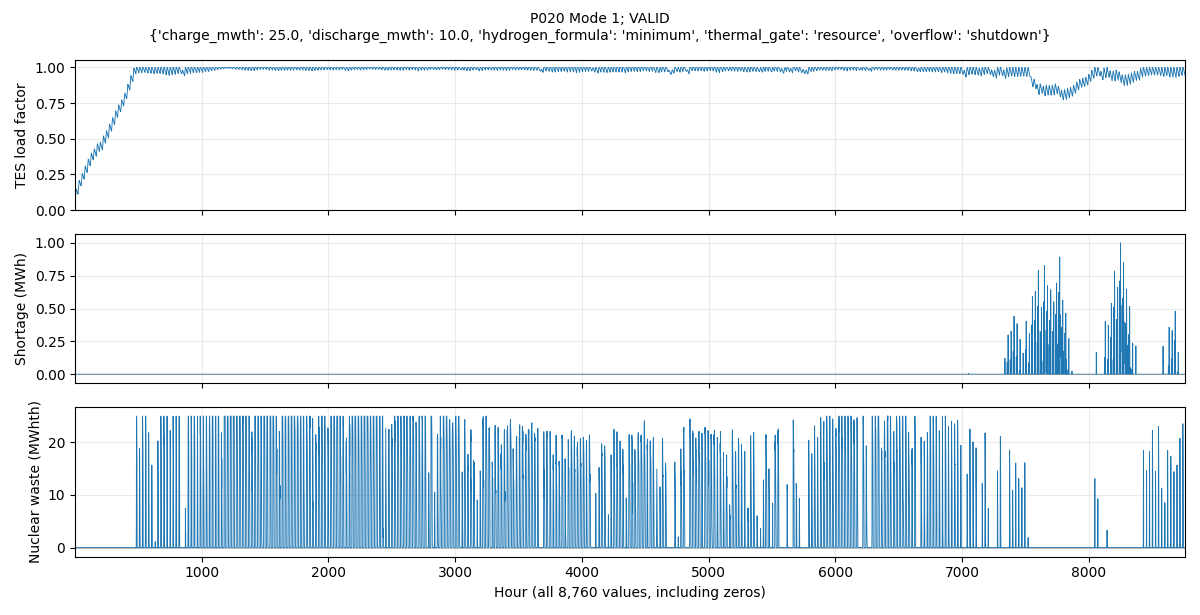 P020 Mode 1; VALID
{'charge_mwth': 25.0, 'discharge_mwth': 10.0, 'hydrogen_formula': 'minimum', 'thermal_gate': 'resource', 'overflow': 'shutdown'}
TES load factor
1.00
0.75
0.50
0.25
0.00
Shortage (MWh)
1.00
0.75
0.50
0.25
0.00
Nuclear waste (MWhth)
20
10
0
1000 2000 3000 4000 5000 6000 7000 8000
Hour (all 8,760 values, including zeros)